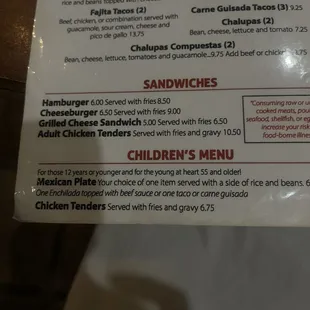 rice and beans topped with
Fajita Tacos (2)
Beef, chicken, or combination served with
guacamole, sour cream, cheese and
pico de gallo 13.75
Carne Guisada Tacos (3) 9.25
Chalupas (2)
Bean, cheese, lettuce and tomato 7.25
Chalupas Compuestas (2)
Bean, cheese, lettuce, tomatoes and guacamole...9.75 Add beef or chicken
SANDWICHES
Hamburger 6.00 Served with fries 8.50
Cheeseburger 6.50 Served with fries 9.00
Grilled Cheese Sandwich 5.00 Served with fries 6.50
Adult Chicken Tenders Served with fries and gravy 10.50
*Consuming raw or
cooked meats, pou
seafood, shellfish, or eg
increase your risk
food-borne illnes
CHILDREN'S MENU
For those 12 years or younger and for the young at heart 55 and older!
Mexican Plate Your choice of one item served with a side of rice and beans. 6
One Enchilada topped with beef sauce or one taco or carne guisada
Chicken Tenders Served with fries and gravy 6.75